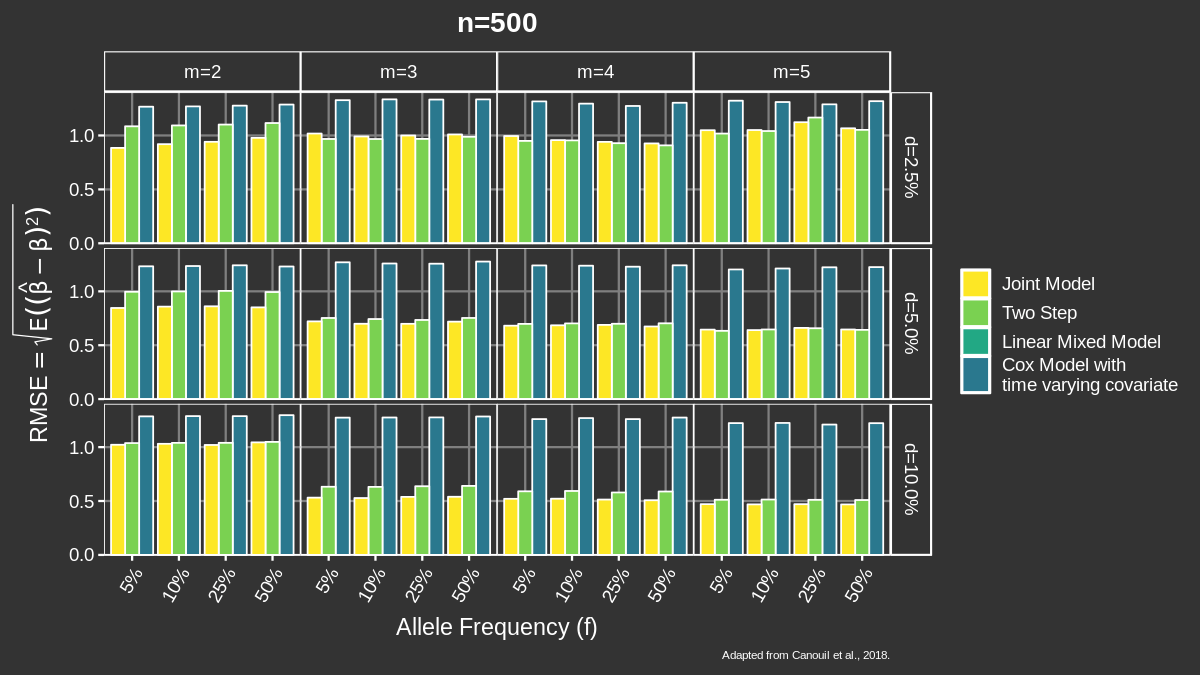 n=500
m=2 m=3 m=4 m=5
1.0
0.5
0.0
d=2.5%
1.0
0.5
0.0
d=5.0%
1.0
0.5
0.0
d=10.0%
RMSE = √E((β̂ − β)²)
5% 10% 25% 50% 5% 10% 25% 50% 5% 10% 25% 50% 5% 10% 25% 50%
Allele Frequency (f)
Joint Model
Two Step
Linear Mixed Model
Cox Model with
time varying covariate
Adapted from Canouil et al., 2018.